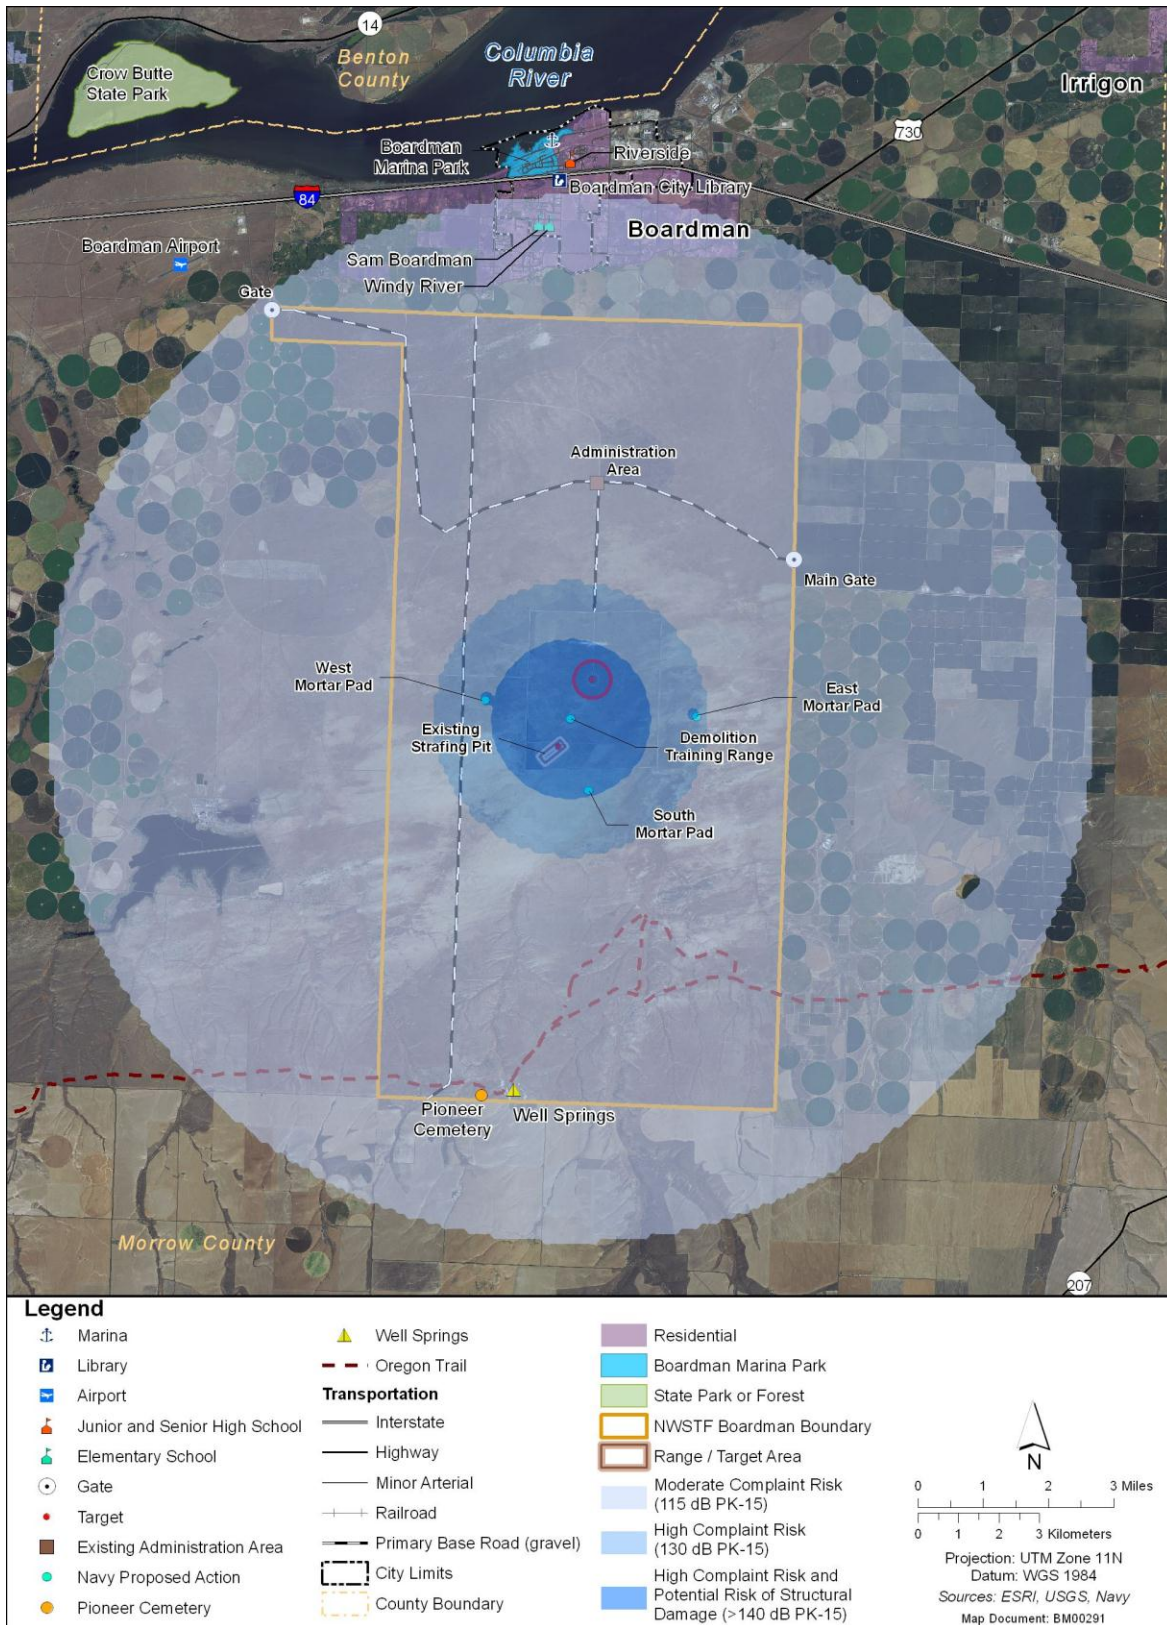 14
Benton
County
Columbia
River
Crow Butte
State Park
Irrigon
730
Boardman
Marina Park
Riverside
Boardman City Library
84
Boardman
Boardman Airport
Sam Boardman
Windy River
Gate
Administration
Area
Main Gate
West
Mortar Pad
East
Mortar Pad
Existing
Strafing Pit
Demolition
Training Range
South
Mortar Pad
Pioneer
Cemetery
Well Springs
Morrow County
207
Legend
Marina
Library
Airport
Junior and Senior High School
Elementary School
Gate
Target
Existing Administration Area
Navy Proposed Action
Pioneer Cemetery
Well Springs
Oregon Trail
Transportation
Interstate
Highway
Minor Arterial
Railroad
Primary Base Road (gravel)
City Limits
County Boundary
Residential
Boardman Marina Park
State Park or Forest
NWSTF Boardman Boundary
Range / Target Area
Moderate Complaint Risk
(115 dB PK-15)
High Complaint Risk
(130 dB PK-15)
High Complaint Risk and
Potential Risk of Structural
Damage (>140 dB PK-15)
N
0 1 2 3 Miles
0 1 2 3 Kilometers
Projection: UTM Zone 11N
Datum: WGS 1984
Sources: ESRI, USGS, Navy
Map Document: BM00291